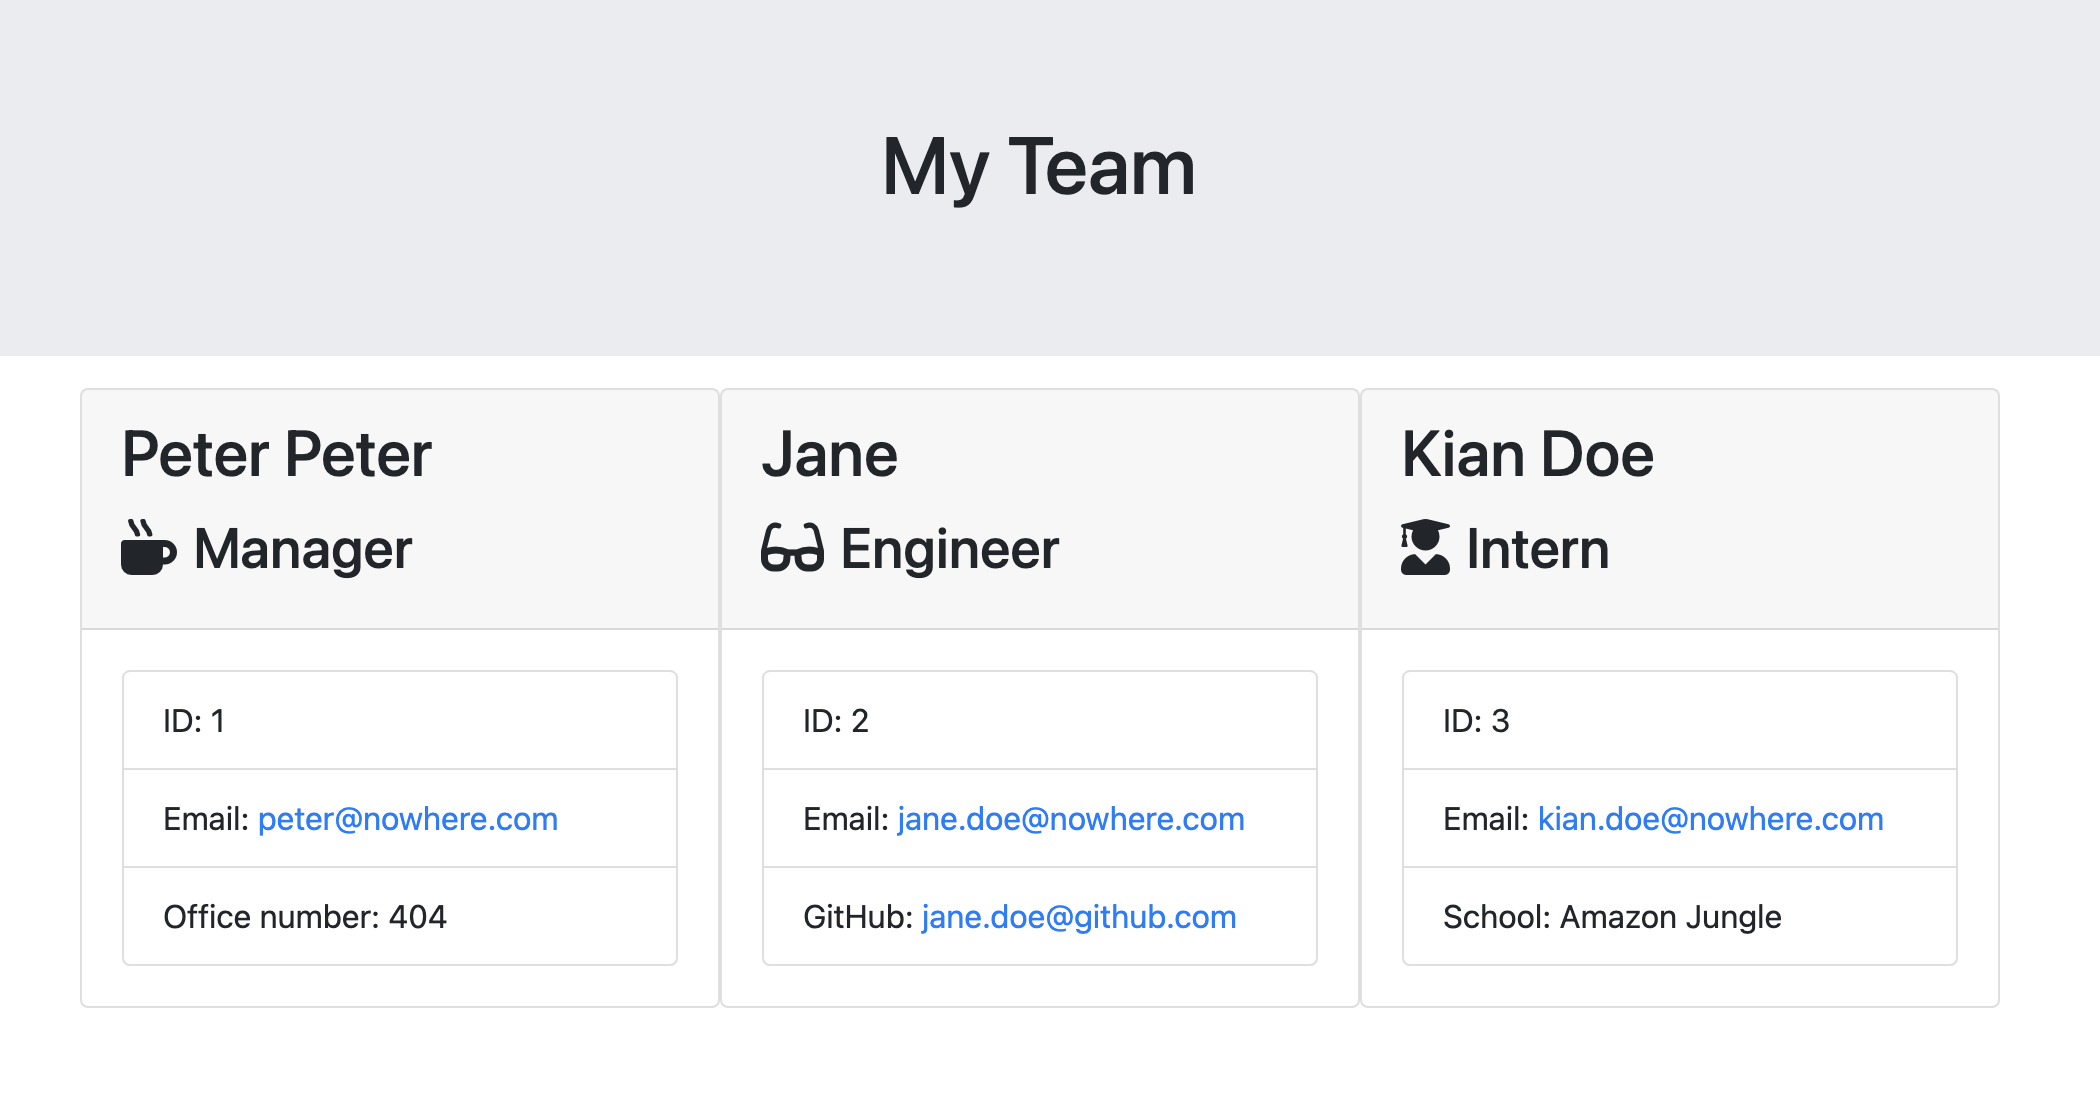 My Team
Peter Peter
Manager
ID: 1
Email: peter@nowhere.com
Office number: 404
Jane
Engineer
ID: 2
Email: jane.doe@nowhere.com
GitHub: jane.doe@github.com
Kian Doe
Intern
ID: 3
Email: kian.doe@nowhere.com
School: Amazon Jungle